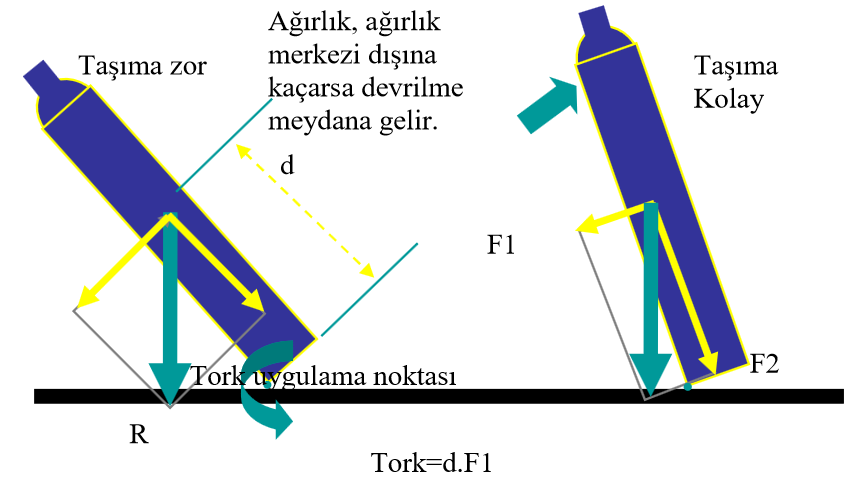 Taşıma zor
Ağırlık, ağırlık
merkezi dışına
kaçarsa devrilme
meydana gelir.
d
Taşıma
Kolay
F1
F2
Tork uygulama noktası
R
Tork=d.F1